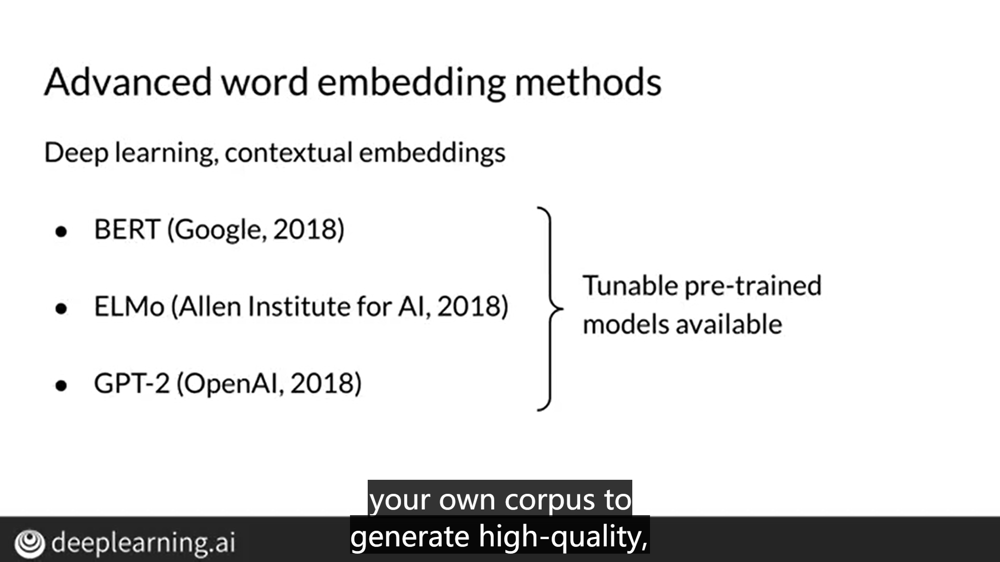 Advanced word embedding methods
Deep learning, contextual embeddings
● BERT (Google, 2018)
● ELMo (Allen Institute for AI, 2018)
● GPT-2 (OpenAI, 2018)
Tunable pre-trained
models available
your own corpus to
generate high-quality,
deeplearning.ai